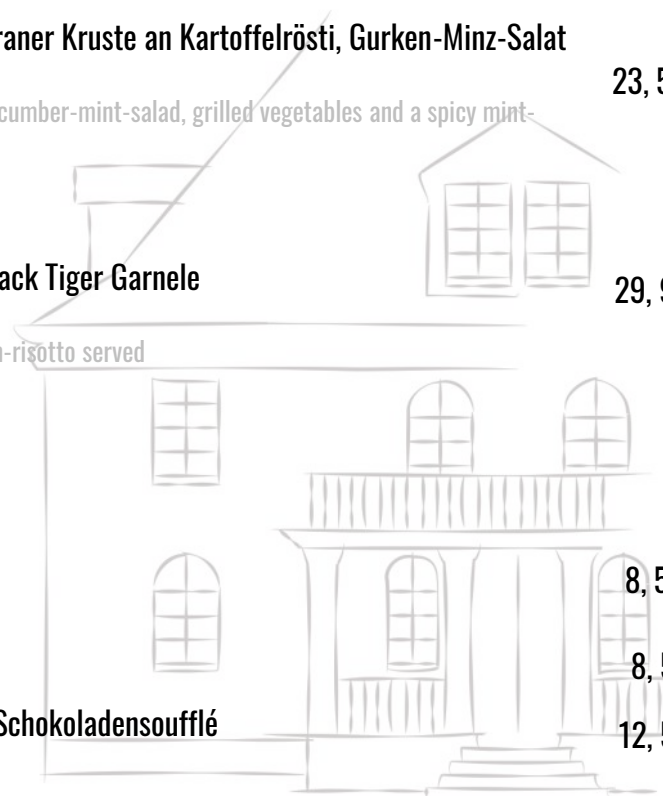 raner Kruste an Kartoffelrösti, Gurken-Minz-Salat
23, 5
cumber-mint-salad, grilled vegetables and a spicy mint-
ack Tiger Garnele
29, 9
-risotto served
8, 5
8, 5
Schokoladensoufflé
12, 5